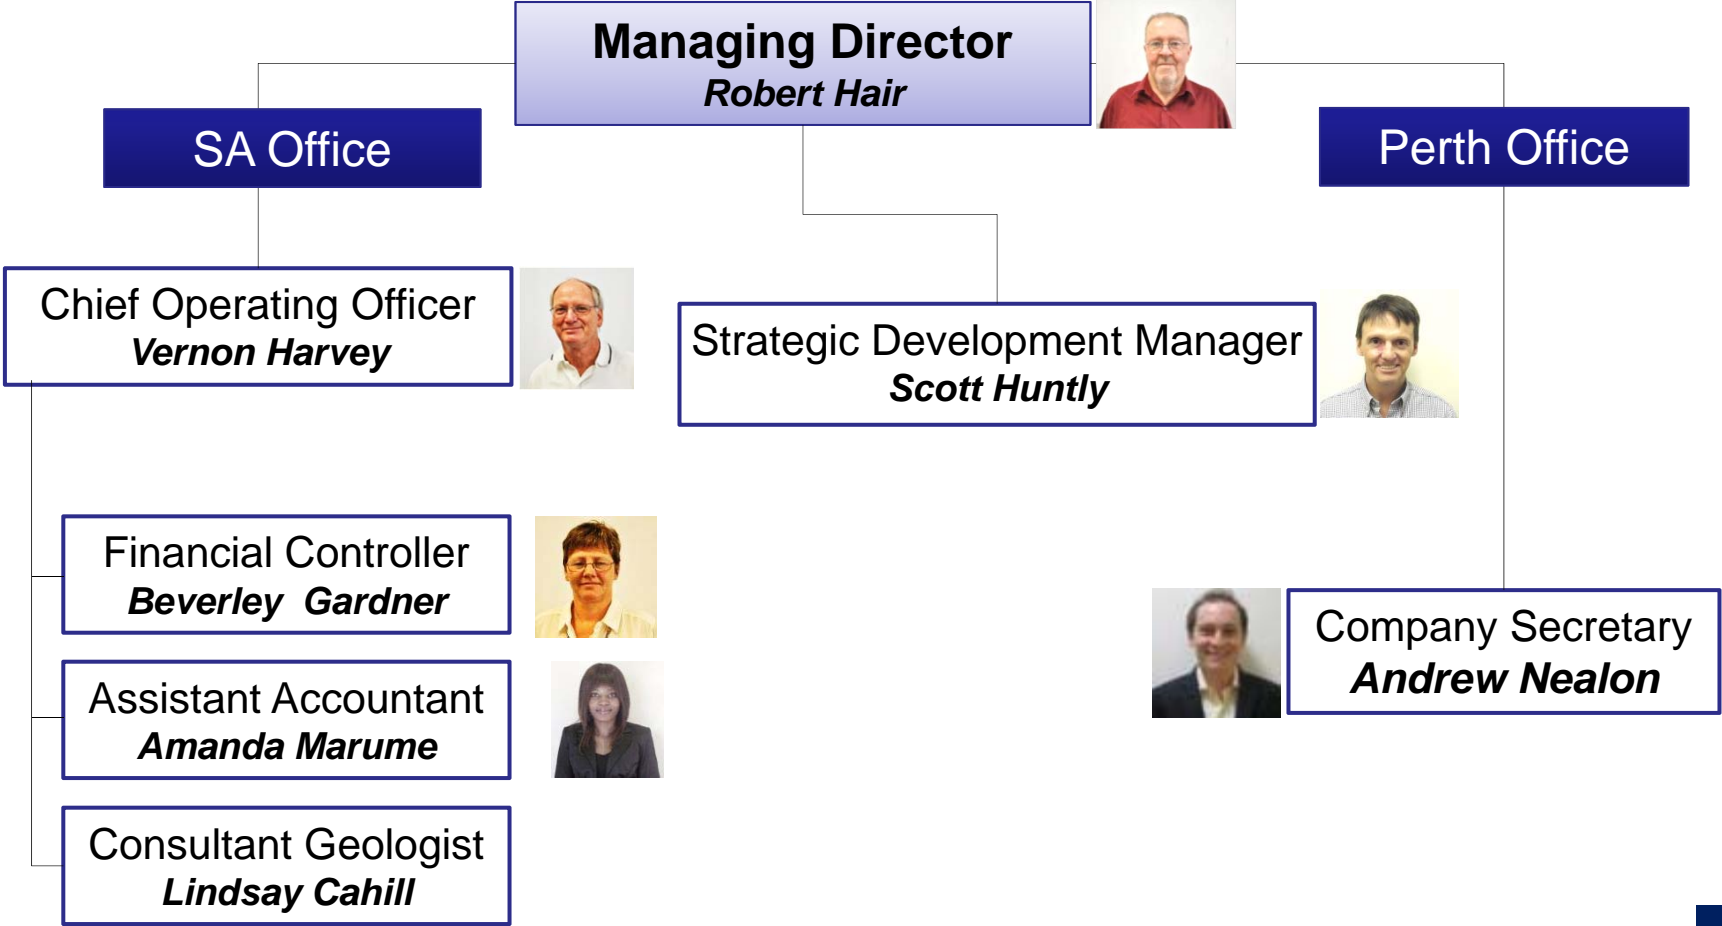 Managing Director
Robert Hair
SA Office
Perth Office
Chief Operating Officer
Vernon Harvey
Strategic Development Manager
Scott Huntly
Financial Controller
Beverley  Gardner
Company Secretary
Andrew Nealon
Assistant Accountant
Amanda Marume
Consultant Geologist
Lindsay Cahill